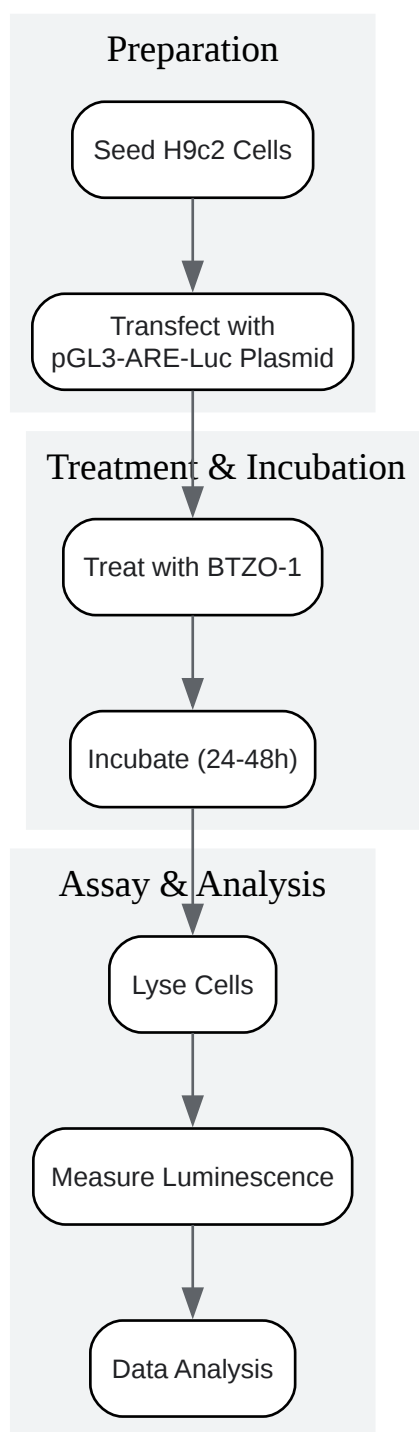 Preparation
Seed H9c2 Cells
Transfect with
pGL3-ARE-Luc Plasmid
Treatment & Incubation
Treat with BTZO-1
Incubate (24-48h)
Assay & Analysis
Lyse Cells
Measure Luminescence
Data Analysis